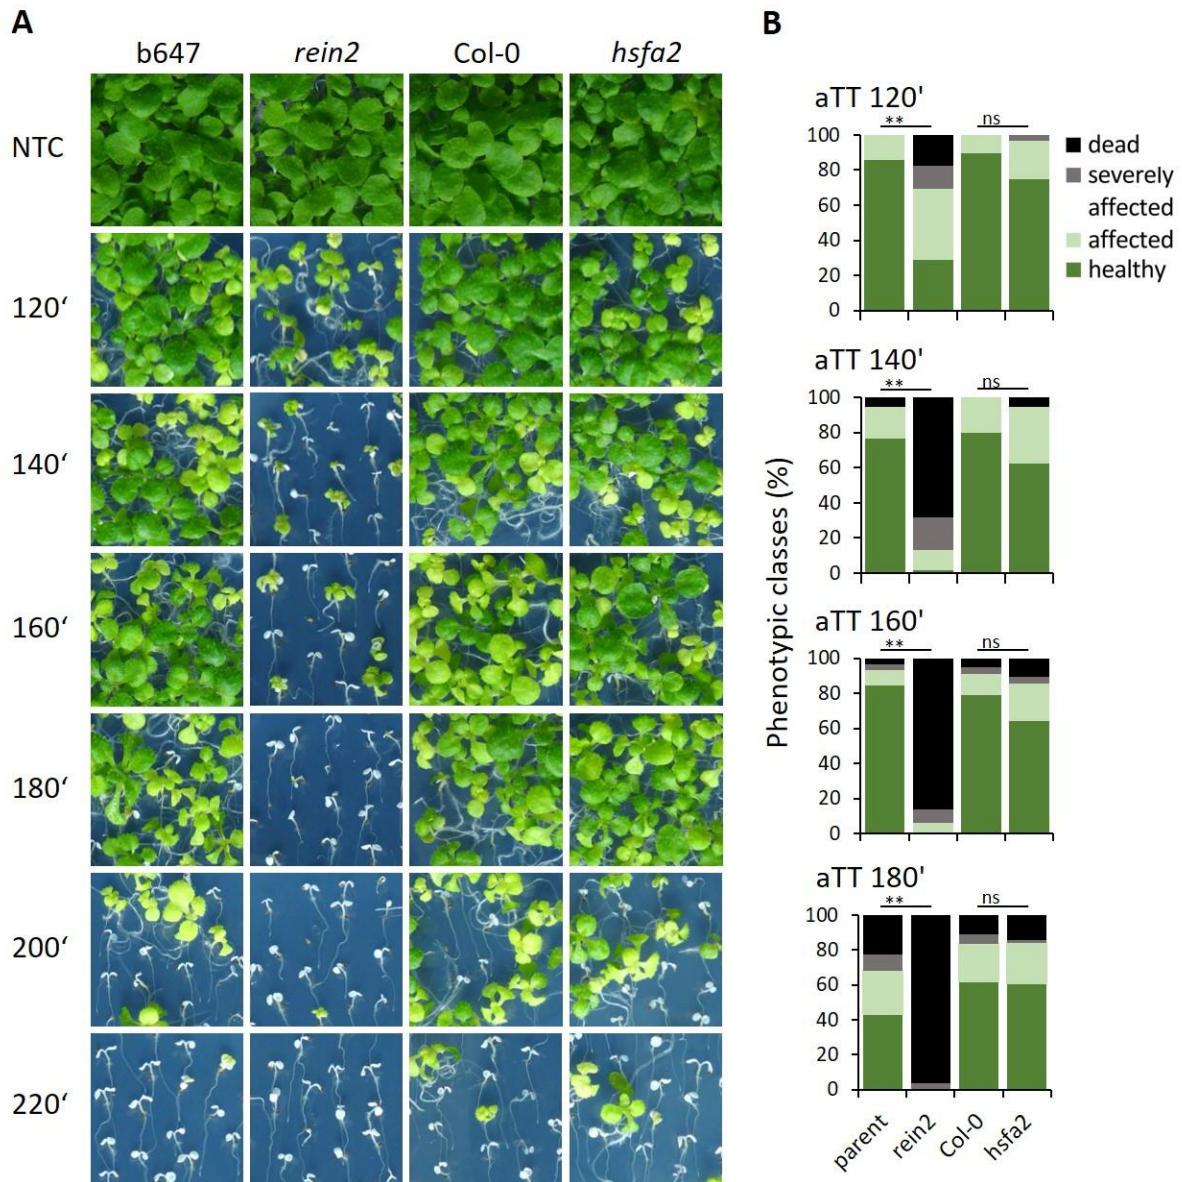 A
b647 rein2 Col-0 hsfa2
NTC
120‘
140‘
160‘
180‘
200‘
220‘
B
aTT 120'
** ns
100
80
60
40
20
0
dead
severely
affected
affected
healthy
aTT 140'
** ns
100
80
60
40
20
0
Phenotypic classes (%)
aTT 160'
** ns
100
80
60
40
20
0
aTT 180'
** ns
100
80
60
40
20
0
parent rein2 Col-0 hsfa2